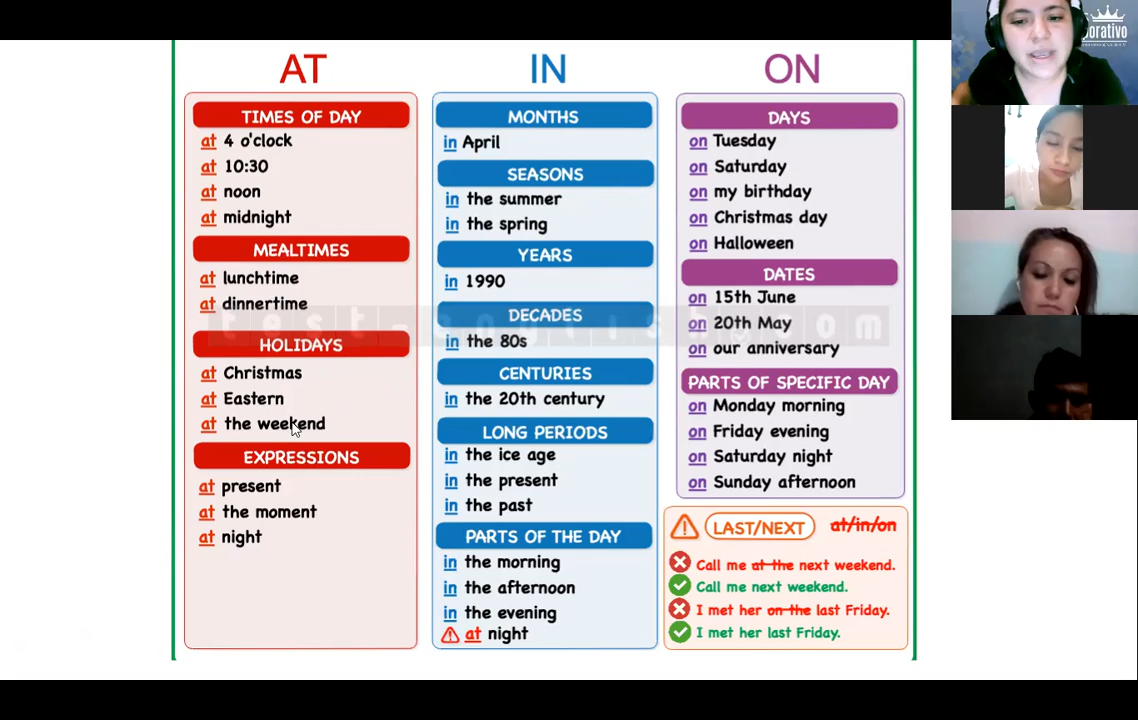 AT
TIMES OF DAY
at 4 o'clock
at 10:30
at noon
at midnight
MEALTIMES
at lunchtime
at dinnertime
HOLIDAYS
at Christmas
at Eastern
at the weekend
EXPRESSIONS
at present
at the moment
at night
IN
MONTHS
in April
SEASONS
in the summer
in the spring
YEARS
in 1990
DECADES
in the 80s
CENTURIES
in the 20th century
LONG PERIODS
in the ice age
in the present
in the past
PARTS OF THE DAY
in the morning
in the afternoon
in the evening
at night
ON
DAYS
on Tuesday
on Saturday
on my birthday
on Christmas day
on Halloween
DATES
on 15th June
on 20th May
on our anniversary
PARTS OF SPECIFIC DAY
on Monday morning
on Friday evening
on Saturday night
on Sunday afternoon
LAST/NEXT at/in/on
Call me at the next weekend.
Call me next weekend.
I met her on the last Friday.
I met her last Friday.
test-english.com